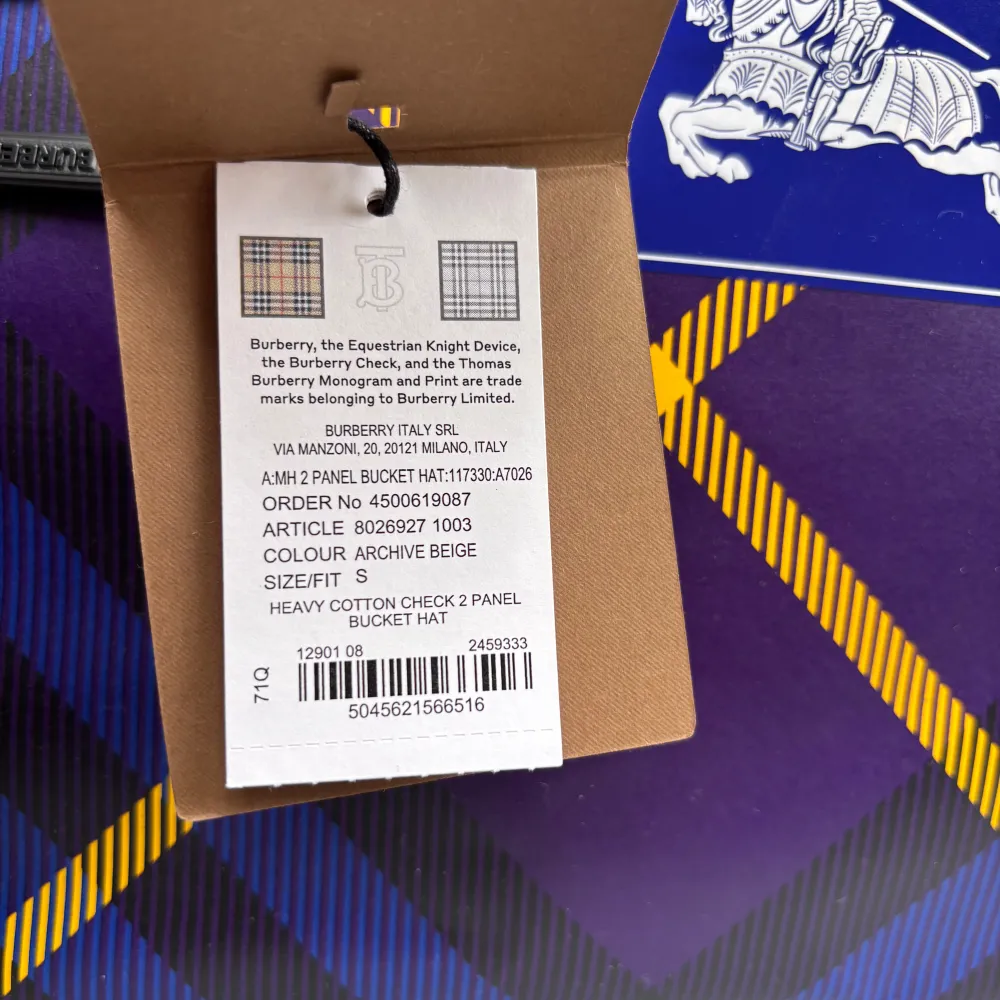 BURBE
Burberry, the Equestrian Knight Device,
the Burberry Check, and the Thomas
Burberry Monogram and Print are trade
marks belonging to Burberry Limited.
BURBERRY ITALY SRL
VIA MANZONI, 20, 20121 MILANO, ITALY
A:MH 2 PANEL BUCKET HAT:117330:A7026
ORDER No 4500619087
ARTICLE 8026927 1003
COLOUR ARCHIVE BEIGE
SIZE/FIT S
HEAVY COTTON CHECK 2 PANEL
BUCKET HAT
12901 08 2459333
71Q
5045621566516